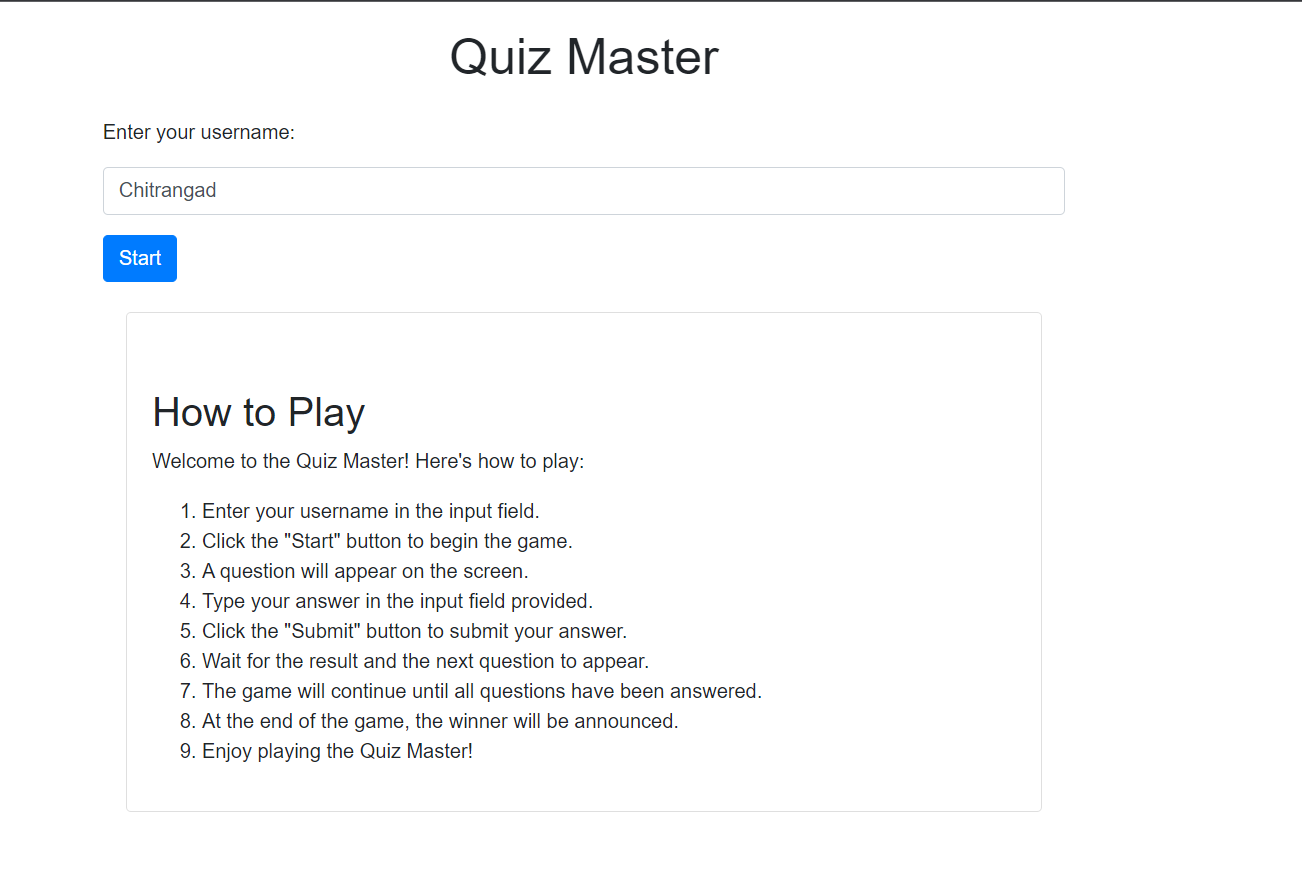 Quiz Master
Enter your username:
Chitrangad
Start
How to Play
Welcome to the Quiz Master! Here's how to play:
1. Enter your username in the input field.
2. Click the "Start" button to begin the game.
3. A question will appear on the screen.
4. Type your answer in the input field provided.
5. Click the "Submit" button to submit your answer.
6. Wait for the result and the next question to appear.
7. The game will continue until all questions have been answered.
8. At the end of the game, the winner will be announced.
9. Enjoy playing the Quiz Master!